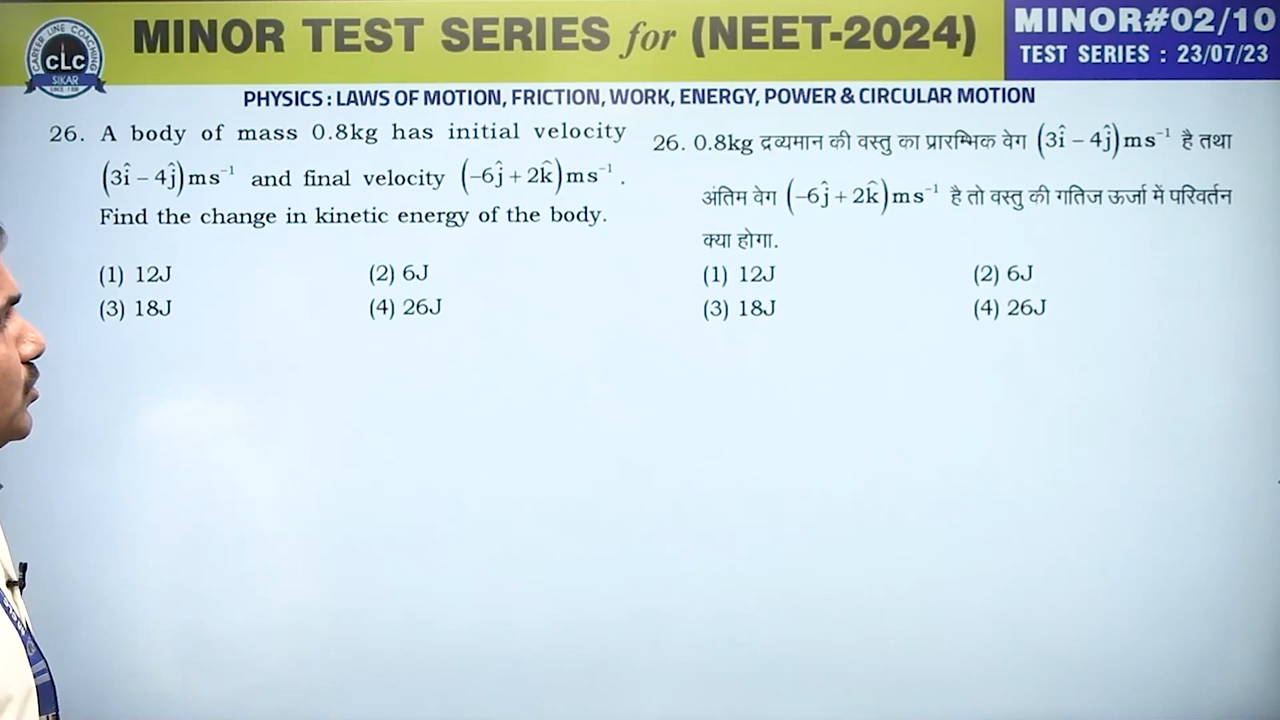 CAREER LINE COACHING
CLC
SIKAR
MINOR TEST SERIES for (NEET-2024)
MINOR#02/10
TEST SERIES : 23/07/23
PHYSICS : LAWS OF MOTION, FRICTION, WORK, ENERGY, POWER & CIRCULAR MOTION
26. A body of mass 0.8kg has initial velocity
(3î – 4ĵ) ms⁻¹ and final velocity (–6ĵ + 2k̂) ms⁻¹.
Find the change in kinetic energy of the body.
(1) 12J (2) 6J
(3) 18J (4) 26J
26. 0.8kg द्रव्यमान की वस्तु का प्रारम्भिक वेग (3î – 4ĵ) ms⁻¹ है तथा
अंतिम वेग (–6ĵ + 2k̂) ms⁻¹ है तो वस्तु की गतिज ऊर्जा में परिवर्तन
क्या होगा.
(1) 12J (2) 6J
(3) 18J (4) 26J